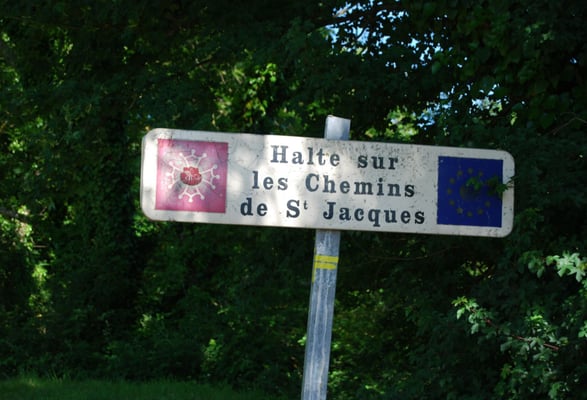 Halte sur
les Chemins
de St Jacques